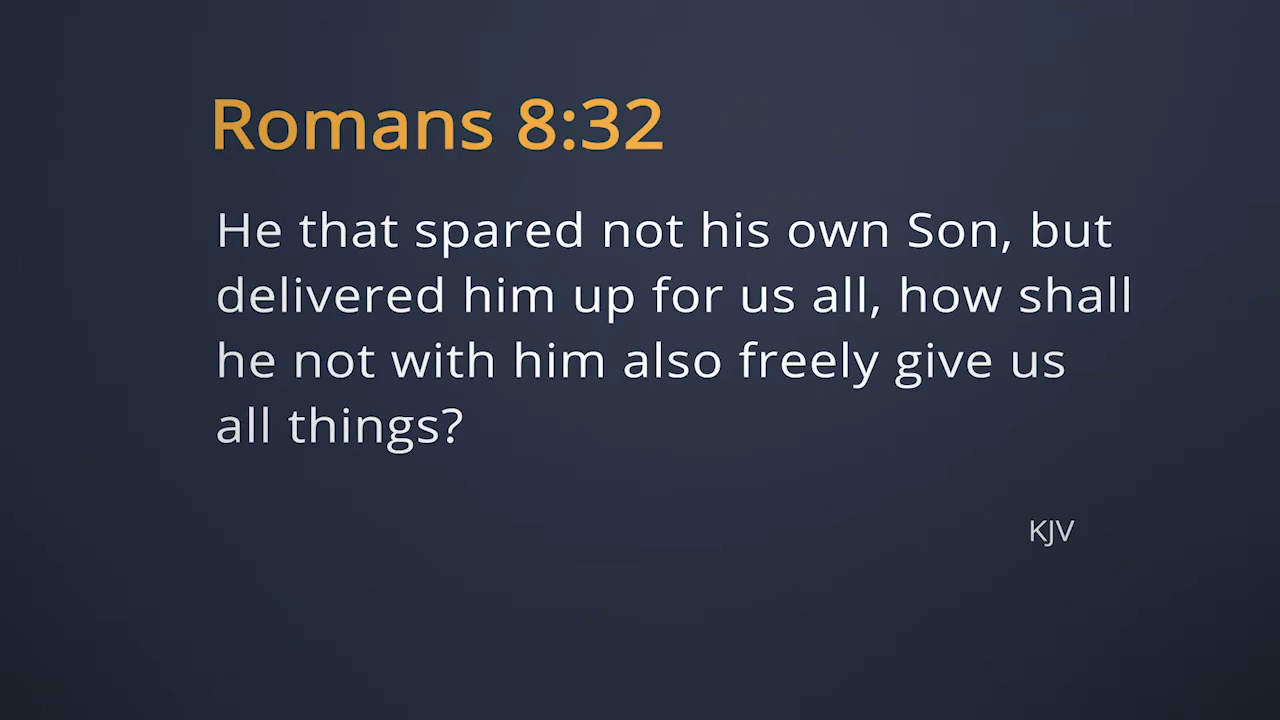 Romans 8:32
He that spared not his own Son, but
delivered him up for us all, how shall
he not with him also freely give us
all things?
KJV